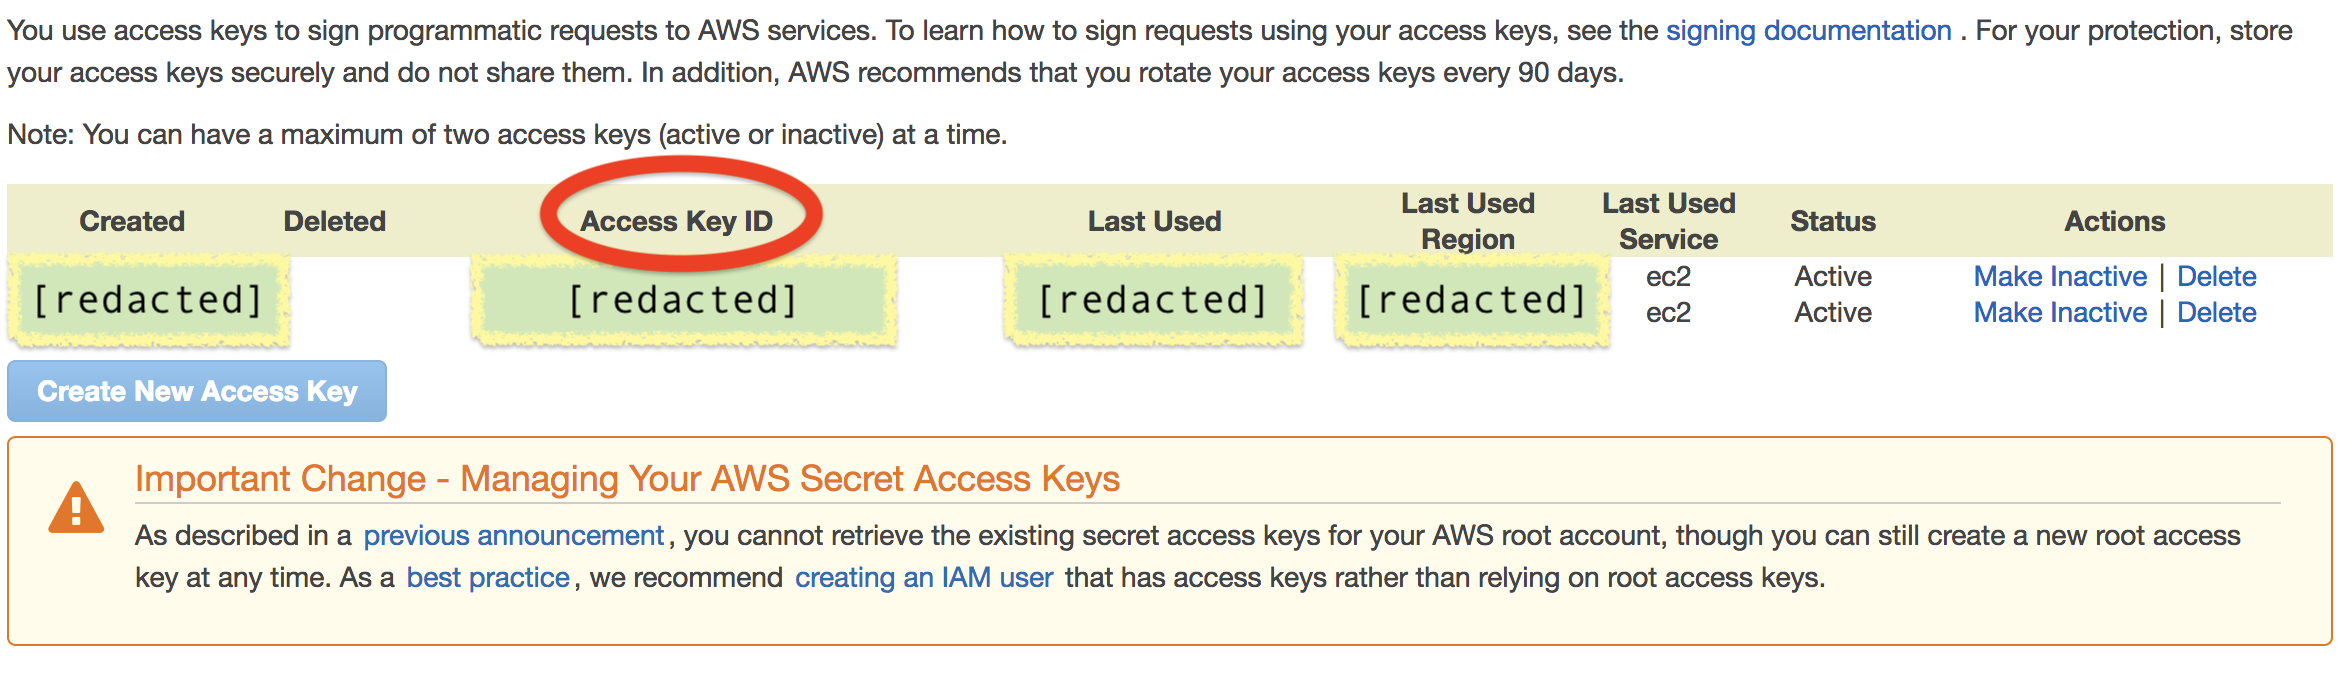 You use access keys to sign programmatic requests to AWS services. To learn how to sign requests using your access keys, see the signing documentation . For your protection, store
your access keys securely and do not share them. In addition, AWS recommends that you rotate your access keys every 90 days.
Note: You can have a maximum of two access keys (active or inactive) at a time.
Created Deleted Access Key ID Last Used Last Used Region Last Used Service Status Actions
[redacted] [redacted] [redacted] [redacted] ec2 Active Make Inactive | Delete
ec2 Active Make Inactive | Delete
Create New Access Key
Important Change - Managing Your AWS Secret Access Keys
As described in a previous announcement, you cannot retrieve the existing secret access keys for your AWS root account, though you can still create a new root access
key at any time. As a best practice, we recommend creating an IAM user that has access keys rather than relying on root access keys.